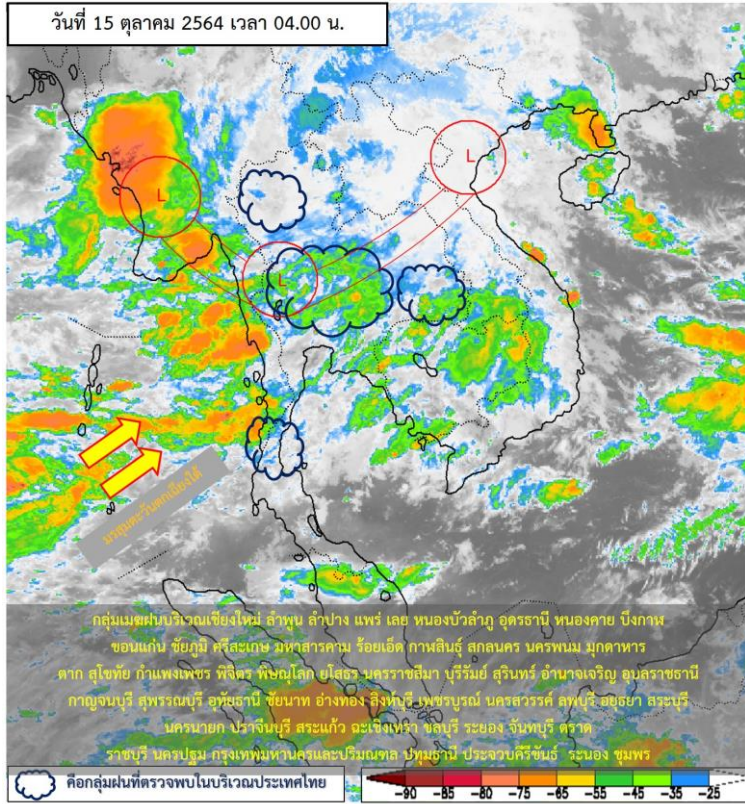 วันที่ 15 ตุลาคม 2564 เวลา 04.00 น.
L
L
L
มรสุมตะวันตกเฉียงใต้
กลุ่มเมฆฝนบริเวณเชียงใหม่ ลำพูน ลำปาง แพร่ เลย หนองบัวลำภู อุดรธานี หนองคาย บึงกาฬ
ขอนแก่น ชัยภูมิ ศรีสะเกษ มหาสารคาม ร้อยเอ็ด กาฬสินธุ์ สกลนคร นครพนม มุกดาหาร
ตาก สุโขทัย กำแพงเพชร พิจิตร พิษณุโลก ยโสธร นครราชสีมา บุรีรัมย์ สุรินทร์ อำนาจเจริญ อุบลราชธานี
กาญจนบุรี สุพรรณบุรี อุทัยธานี ชัยนาท อ่างทอง สิงห์บุรี เพชรบูรณ์ นครสวรรค์ ลพบุรี อยุธยา สระบุรี
นครนายก ปราจีนบุรี สระแก้ว ฉะเชิงเทรา ชลบุรี ระยอง จันทบุรี ตราด
ราชบุรี นครปฐม กรุงเทพมหานครและปริมณฑล ปทุมธานี ประจวบคีรีขันธ์ ระนอง ชุมพร
คือกลุ่มฝนที่ตรวจพบในบริเวณประเทศไทย
-90 -85 -80 -75 -65 -55 -45 -35 -25